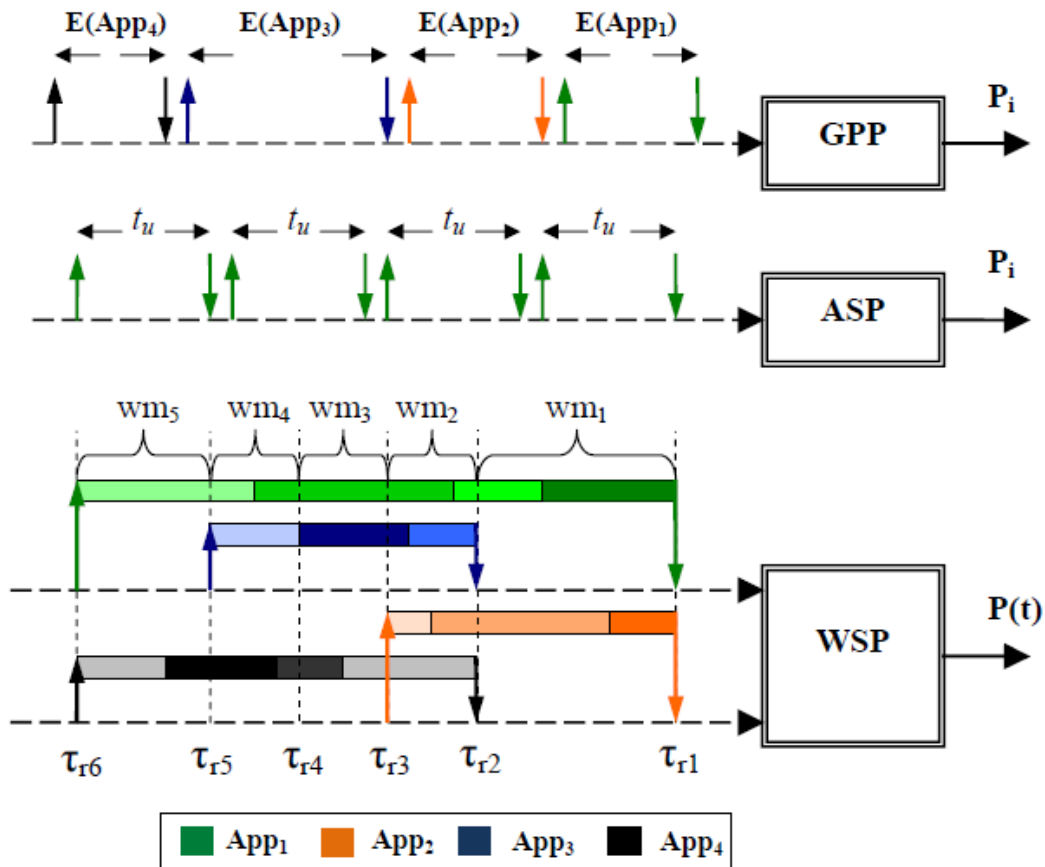 E(App₄) E(App₃) E(App₂) E(App₁)
GPP
Pᵢ
tᵤ tᵤ tᵤ tᵤ
ASP
Pᵢ
wm₅ wm₄ wm₃ wm₂ wm₁
WSP
P(t)
τr6 τr5 τr4 τr3 τr2 τr1
App₁ App₂ App₃ App₄